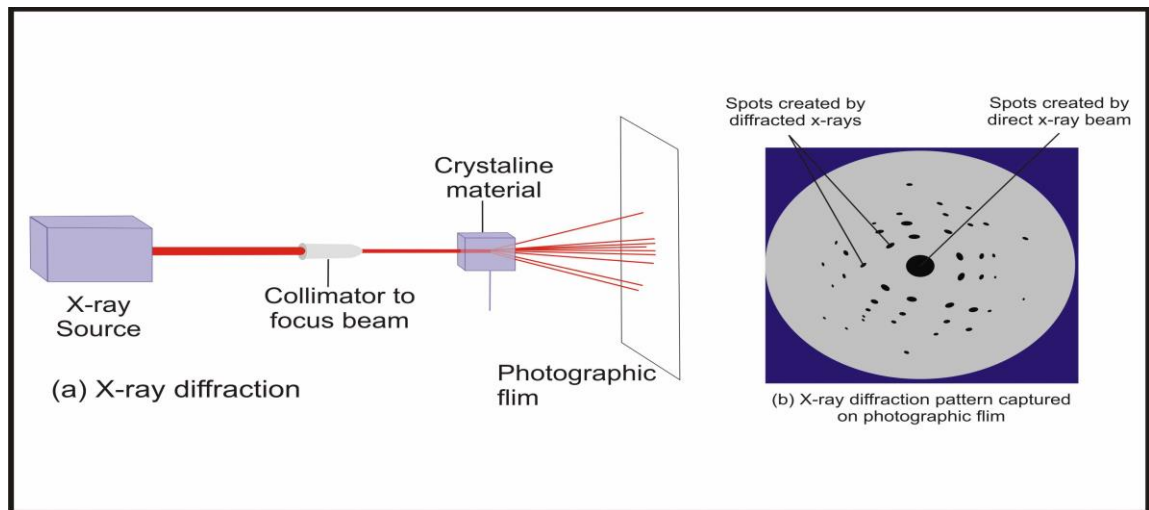 X-ray
Source
Collimator to
focus beam
Crystaline
material
Photographic
flim
(a) X-ray diffraction
Spots created by
diffracted x-rays
Spots created by
direct x-ray beam
(b) X-ray diffraction pattern captured
on photographic flim